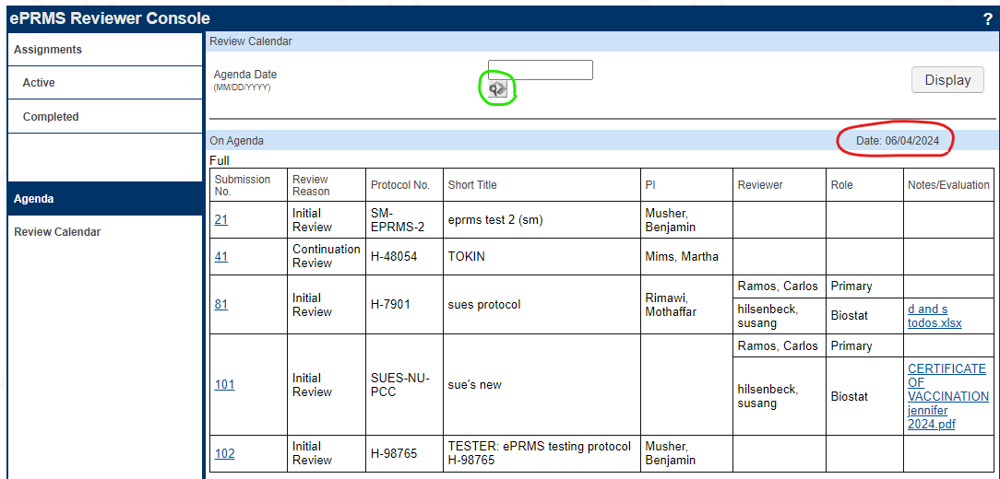 ePRMS Reviewer Console
?
Assignments
Active
Completed
Agenda
Review Calendar
Review Calendar
Agenda Date
(MM/DD/YYYY)
Display
On Agenda
Date: 06/04/2024
Full
Submission No.
Review Reason
Protocol No.
Short Title
PI
Reviewer
Role
Notes/Evaluation
21
Initial Review
SM-EPRMS-2
eprms test 2 (sm)
Musher, Benjamin
41
Continuation Review
H-48054
TOKIN
Mims, Martha
81
Initial Review
H-7901
sues protocol
Rimawi, Mothaffar
Ramos, Carlos
Primary
hilsenbeck, susang
Biostat
d and s todos.xlsx
101
Initial Review
SUES-NU-PCC
sue's new
Ramos, Carlos
Primary
hilsenbeck, susang
Biostat
CERTIFICATE OF VACCINATION jennifer 2024.pdf
102
Initial Review
H-98765
TESTER: ePRMS testing protocol H-98765
Musher, Benjamin